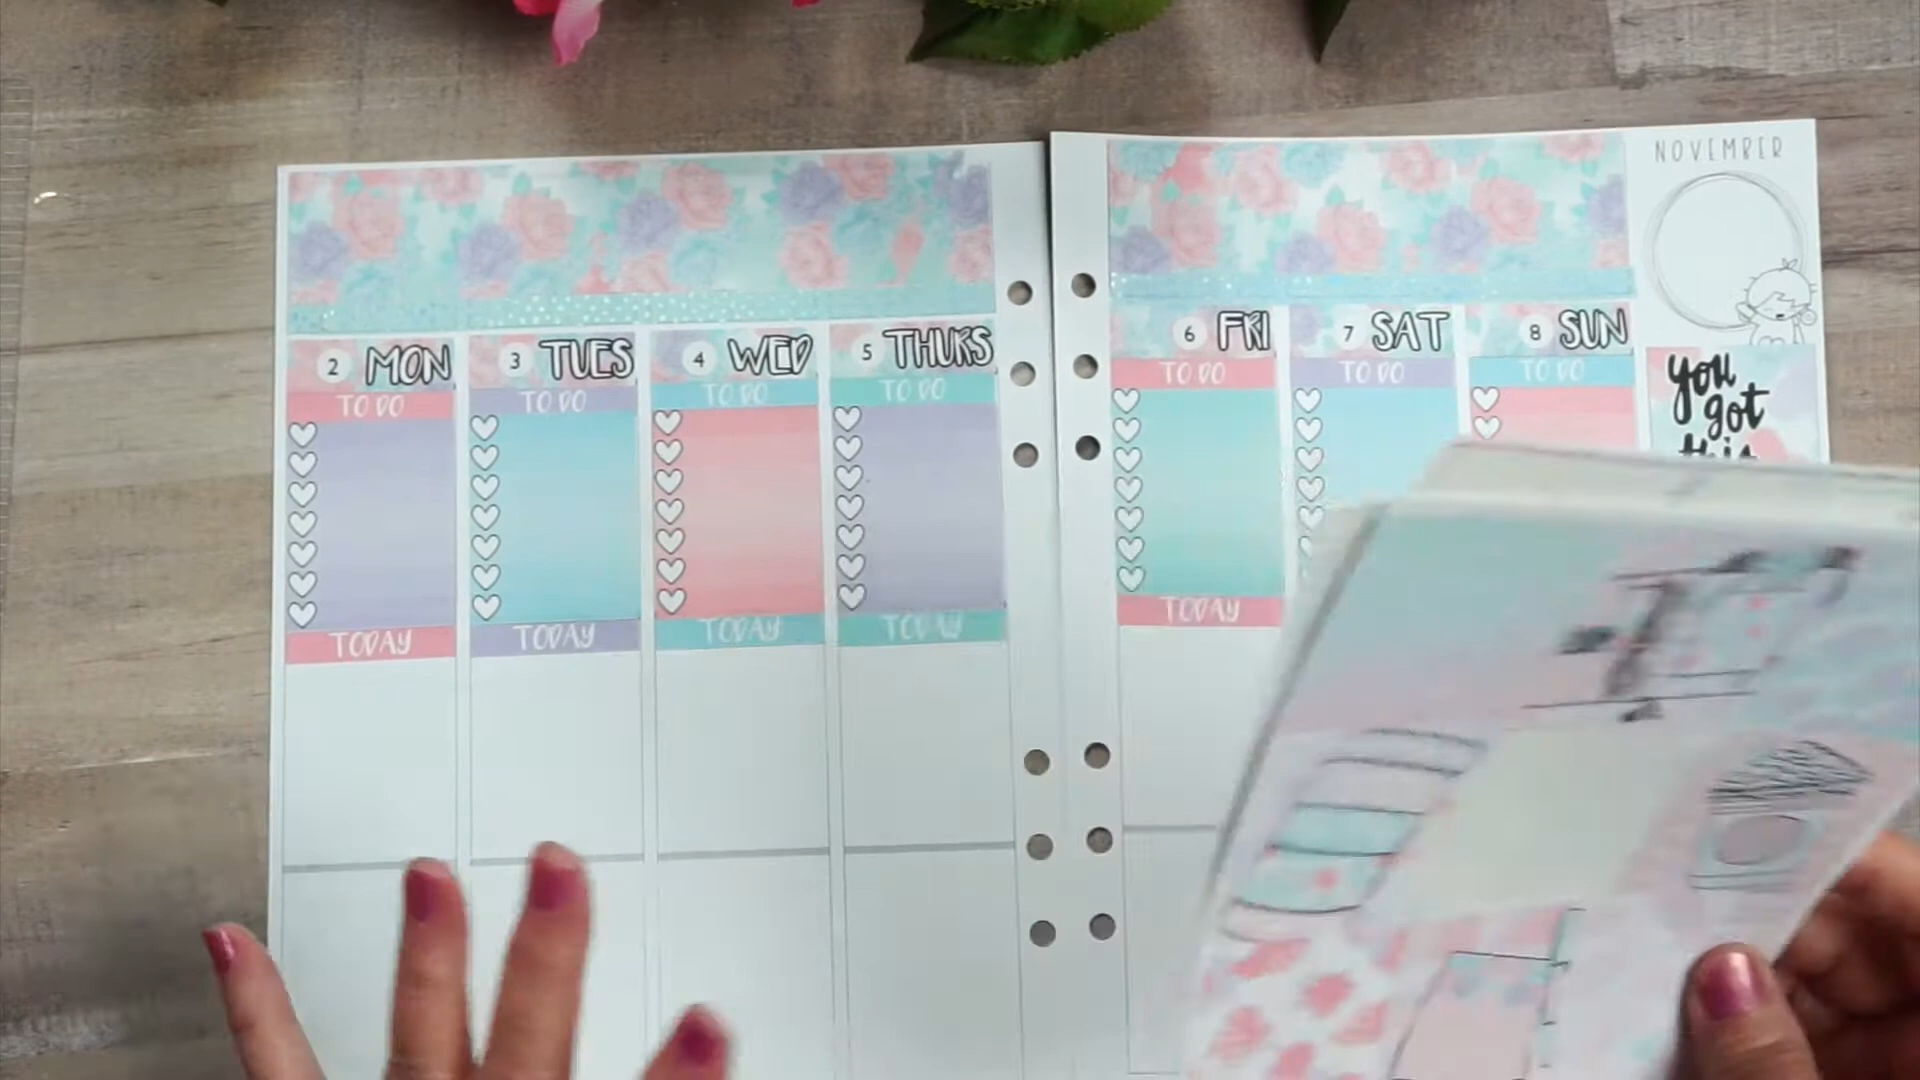 NOVEMBER
2 MON 3 TUES 4 WED 5 THURS 6 FRI 7 SAT 8 SUN
TO DO TO DO TO DO TO DO TO DO TO DO TO DO
you
got
this
TODAY TODAY TODAY TODAY TODAY